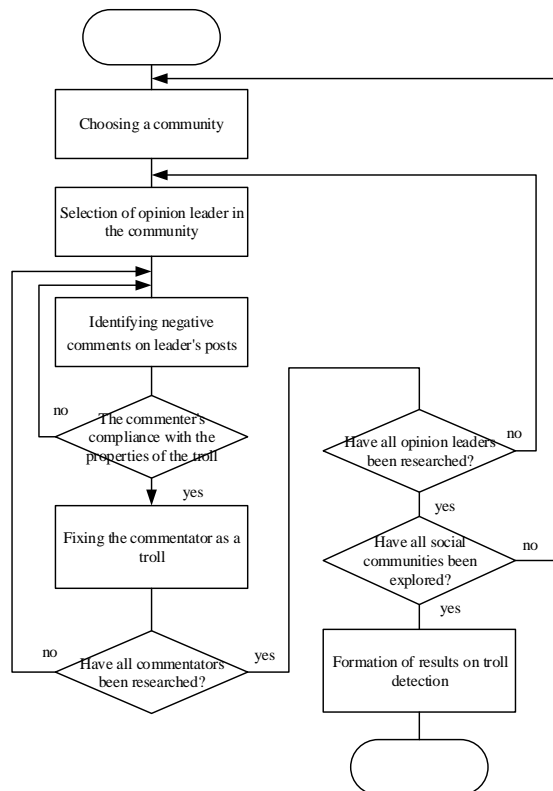 Choosing a community
Selection of opinion leader in
the community
Identifying negative
comments on leader's posts
no
The commenter's
compliance with the
properties of the troll
yes
Fixing the commentator as a
troll
no
Have all commentators
been researched?
yes
Have all opinion leaders
been researched?
no
yes
Have all social
communities been
explored?
no
yes
Formation of results on troll
detection